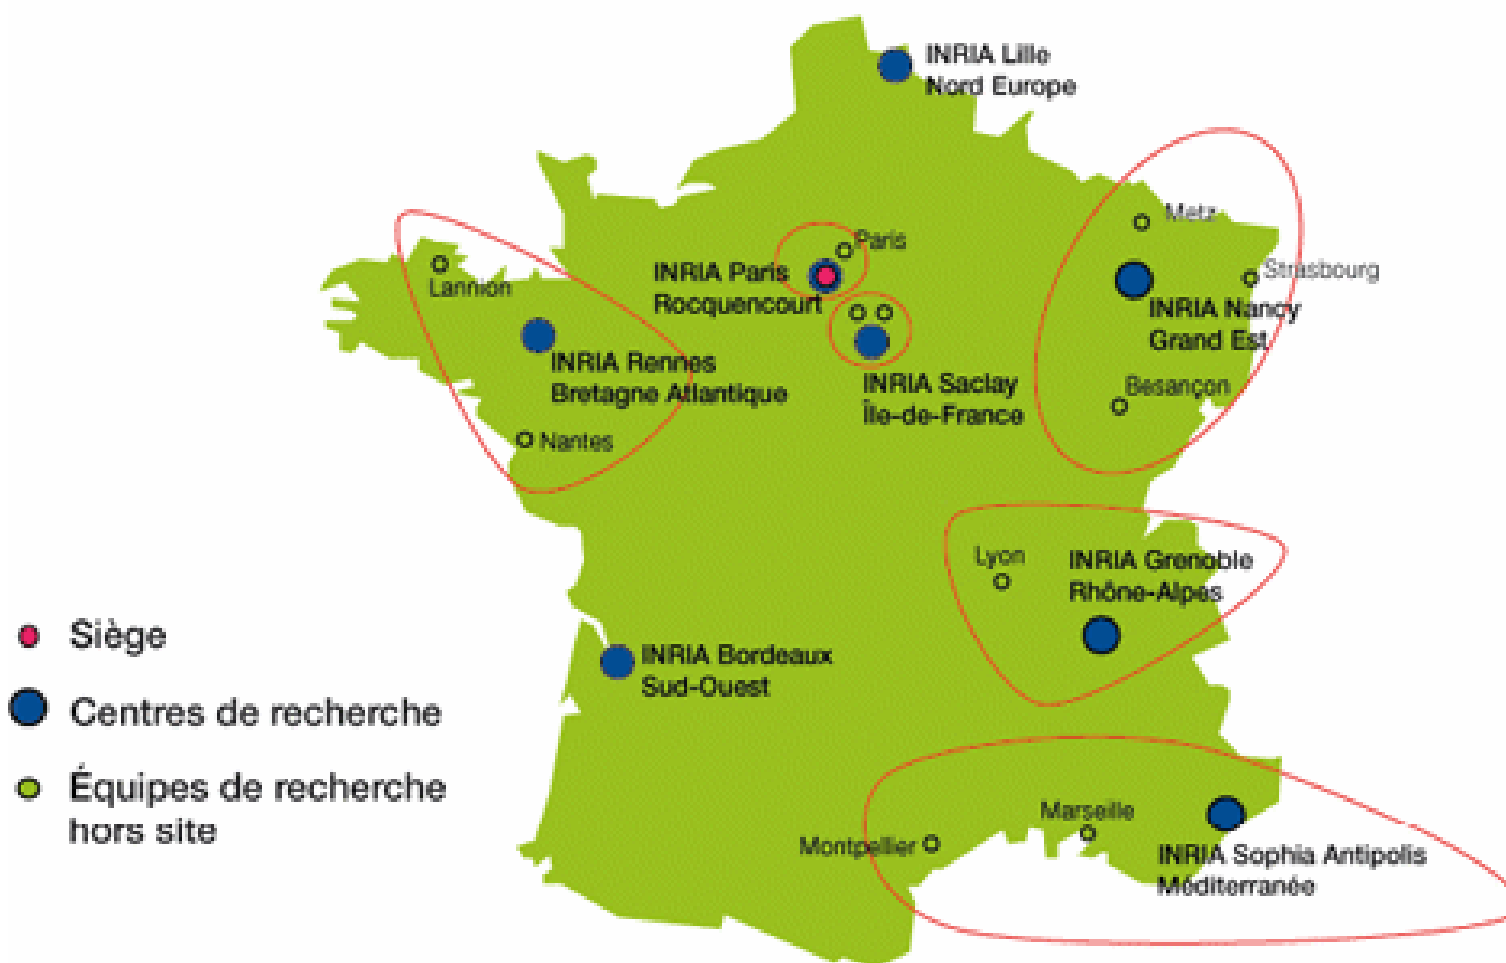 INRIA Lille
Nord Europe
Metz
Paris
Strasbourg
INRIA Paris
Rocquencourt
Lannion
INRIA Nancy
Grand Est
INRIA Rennes
Bretagne Atlantique
INRIA Saclay
Île-de-France
Besançon
Nantes
Lyon
INRIA Grenoble
Rhône-Alpes
Siège
INRIA Bordeaux
Sud-Ouest
Centres de recherche
Équipes de recherche
hors site
Marseille
Montpellier
INRIA Sophia Antipolis
Méditerranée